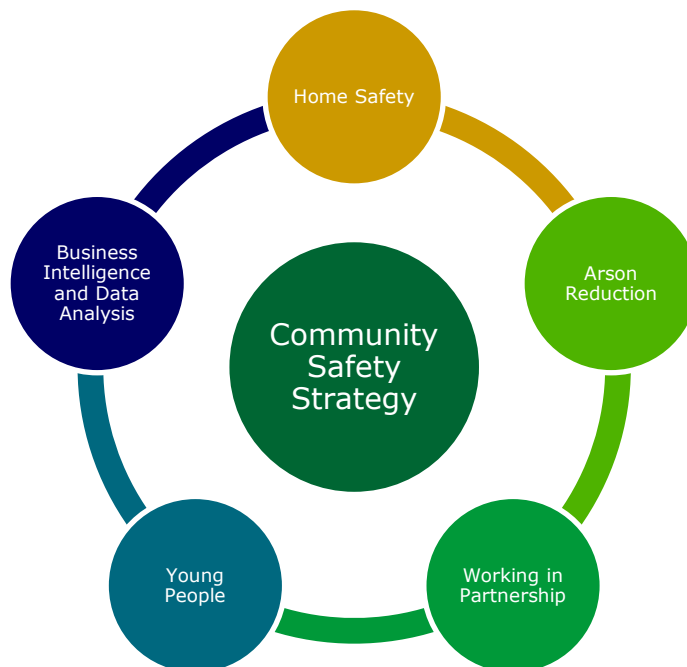 Home Safety
Arson
Reduction
Working in
Partnership
Young
People
Business
Intelligence
and Data
Analysis
Community
Safety
Strategy